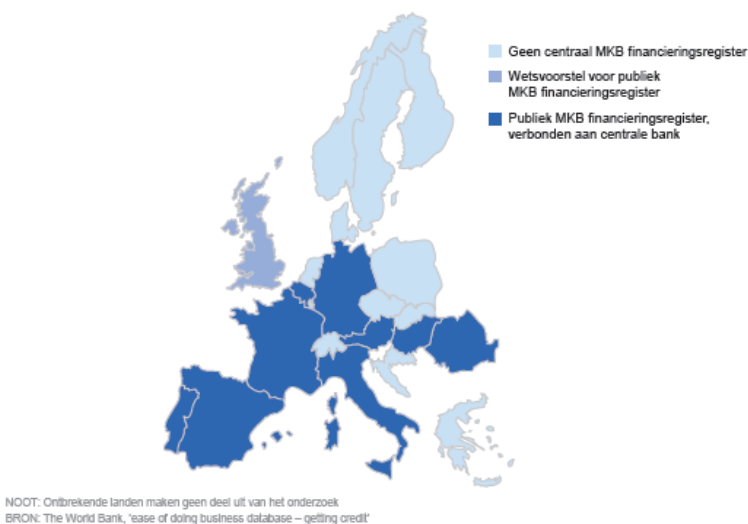 Geen centraal MKB financieringsregister
Wetsvoorstel voor publiek
MKB financieringsregister
Publiek MKB financieringsregister,
verbonden aan centrale bank
NOOT: Ontbrekende landen maken geen deel uit van het onderzoek
BRON: The World Bank, 'ease of doing business database – getting credit'